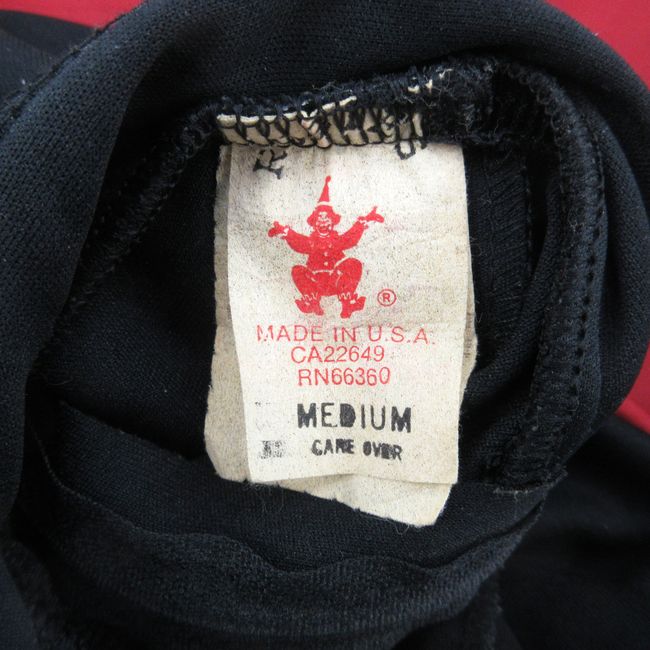 ®
MADE IN U.S.A.
CA22649
RN66360
MEDIUM
CARE OVER